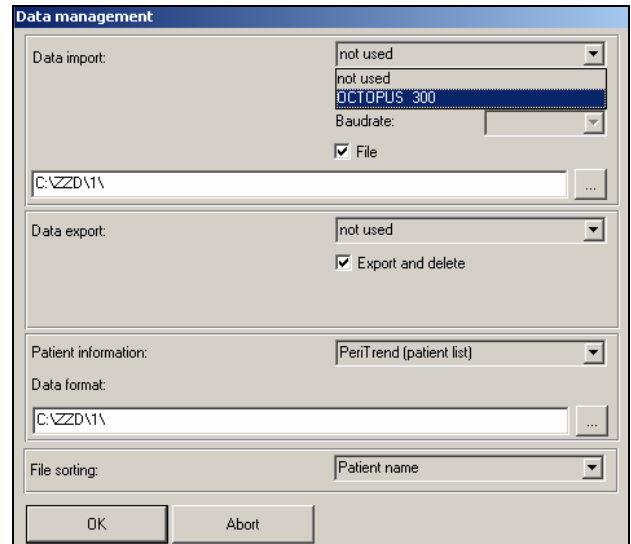 Data management
Data import:
not used
not used
OCTOPUS 300
Baudrate:
File
C:\ZZD\1\
...
Data export:
not used
Export and delete
Patient information:
PeriTrend (patient list)
Data format:
C:\ZZD\1\
...
File sorting:
Patient name
OK
Abort